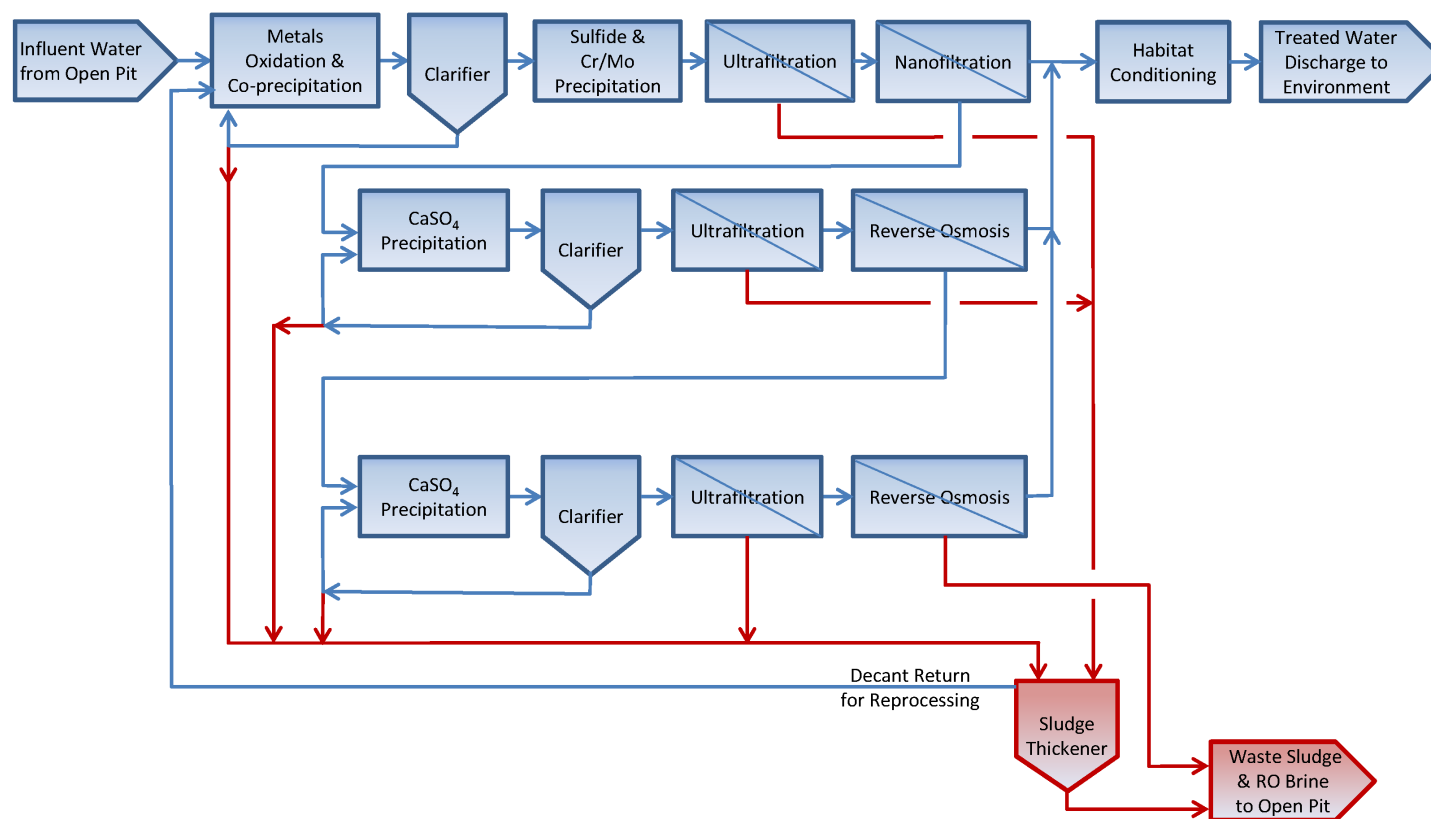 Influent Water
from Open Pit
Metals
Oxidation &
Co-precipitation
Clarifier
Sulfide &
Cr/Mo
Precipitation
Ultrafiltration
Nanofiltration
Habitat
Conditioning
Treated Water
Discharge to
Environment
CaSO₄
Precipitation
Clarifier
Ultrafiltration
Reverse Osmosis
CaSO₄
Precipitation
Clarifier
Ultrafiltration
Reverse Osmosis
Decant Return
for Reprocessing
Sludge
Thickener
Waste Sludge
& RO Brine
to Open Pit